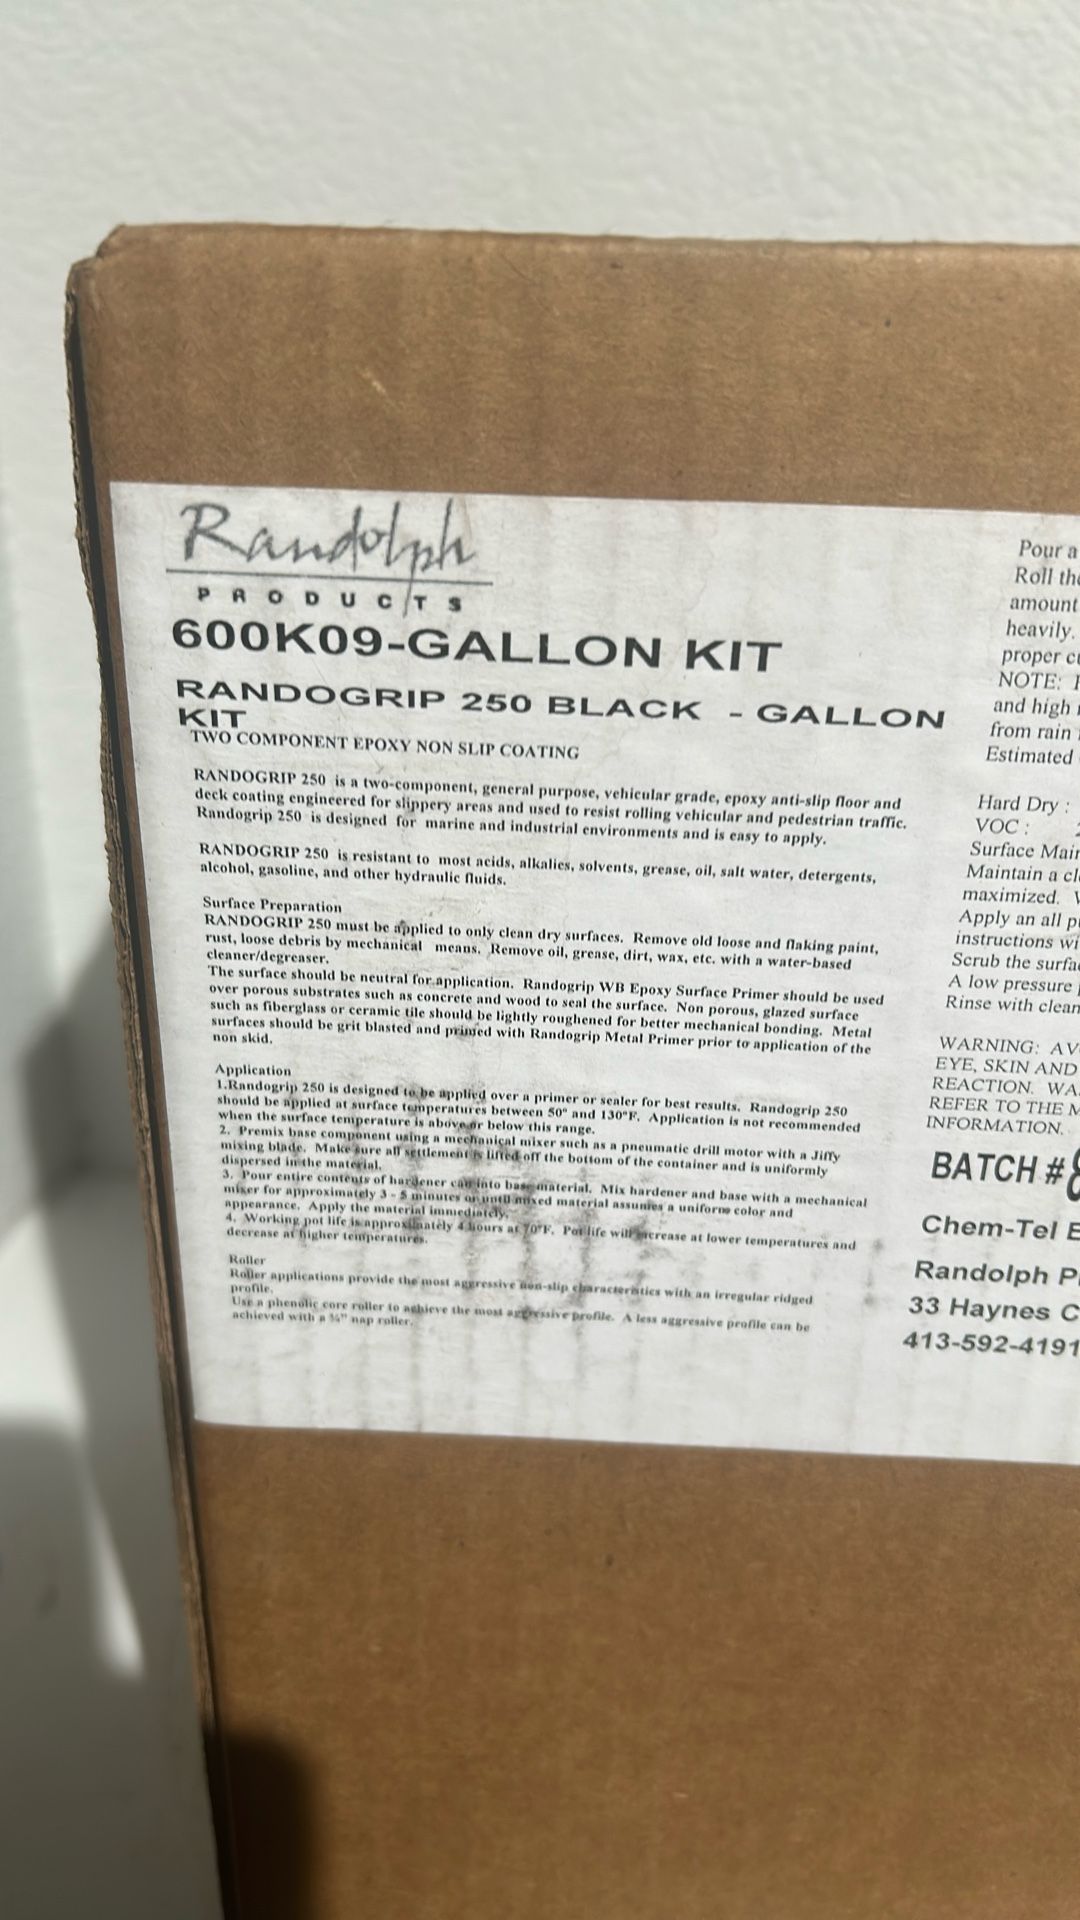 Randolph
PRODUCTS
600K09-GALLON KIT
RANDOGRIP 250 BLACK - GALLON
KIT
TWO COMPONENT EPOXY NON SLIP COATING
RANDOGRIP 250 is a two-component, general purpose, vehicular grade, epoxy anti-slip floor and
deck coating engineered for slippery areas and used to resist rolling vehicular and pedestrian traffic.
Randogrip 250 is designed for marine and industrial environments and is easy to apply.
RANDOGRIP 250 is resistant to most acids, alkalies, solvents, grease, oil, salt water, detergents,
alcohol, gasoline, and other hydraulic fluids.
Surface Preparation
RANDOGRIP 250 must be applied to only clean dry surfaces. Remove old loose and flaking paint,
rust, loose debris by mechanical means. Remove oil, grease, dirt, wax, etc. with a water-based
cleaner/degreaser.
The surface should be neutral for application. Randogrip WB Epoxy Surface Primer should be used
over porous substrates such as concrete and wood to seal the surface. Non porous, glazed surface
such as fiberglass or ceramic tile should be lightly roughened for better mechanical bonding. Metal
surfaces should be grit blasted and primed with Randogrip Metal Primer prior to application of the
non skid.
Application
1.Randogrip 250 is designed to be applied over a primer or sealer for best results. Randogrip 250
should be applied at surface temperatures between 50° and 130°F. Application is not recommended
when the surface temperature is above or below this range.
2. Premix base component using a mechanical mixer such as a pneumatic drill motor with a Jiffy
mixing blade. Make sure all settlement is lifted off the bottom of the container and is uniformly
dispersed in the material.
3. Pour entire contents of hardener can into base material. Mix hardener and base with a mechanical
mixer for approximately 3 - 5 minutes or until mixed material assumes a uniform color and
appearance. Apply the material immediately.
4. Working pot life is approximately 4 hours at 70°F. Pot life will increase at lower temperatures and
decrease at higher temperatures.
Roller
Roller applications provide the most aggressive non-slip characteristics with an irregular ridged
profile.
Use a phenolic core roller to achieve the most aggressive profile. A less aggressive profile can be
achieved with a ¾" nap roller.
Pour a
Roll the
amount
heavily.
proper
NOTE:
and high
from rain
Estimated
Hard Dry :
VOC :
Surface
Maintain a
maximized.
Apply an all
instructions
Scrub the
A low pressure
Rinse with clean
WARNING:
EYE, SKIN AND
REACTION.
REFER TO THE
INFORMATION.
BATCH #
Chem-Tel
Randolph
33 Haynes
413-592-4191